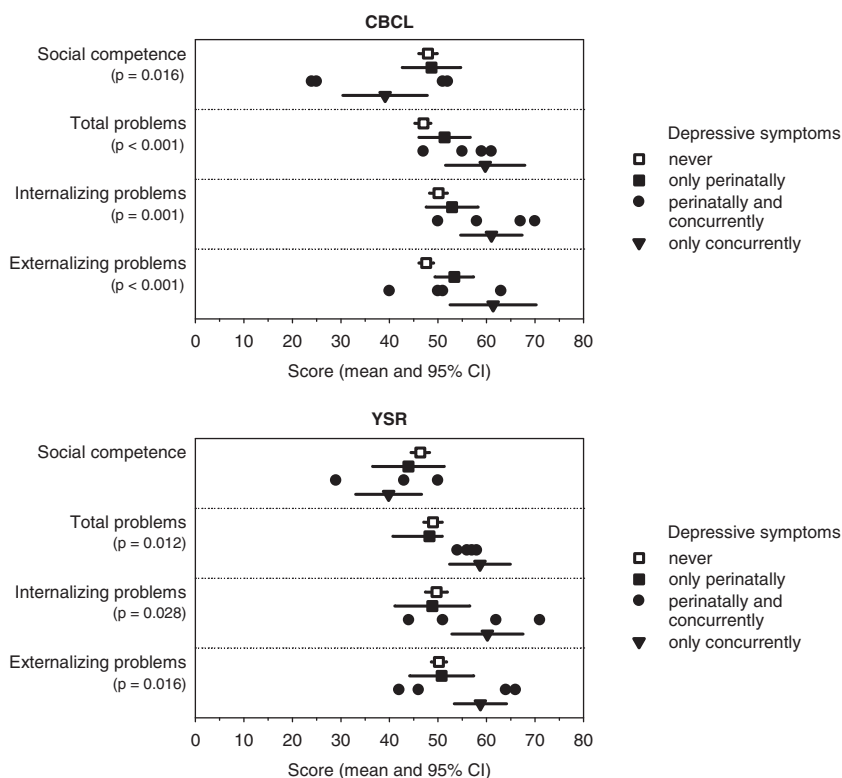 CBCL
Social competence
(p = 0.016)
Total problems
(p < 0.001)
Internalizing problems
(p = 0.001)
Externalizing problems
(p < 0.001)
0 10 20 30 40 50 60 70 80
Score (mean and 95% CI)
Depressive symptoms
never
only perinatally
perinatally and
concurrently
only concurrently
YSR
Social competence
Total problems
(p = 0.012)
Internalizing problems
(p = 0.028)
Externalizing problems
(p = 0.016)
0 10 20 30 40 50 60 70 80
Score (mean and 95% CI)
Depressive symptoms
never
only perinatally
perinatally and
concurrently
only concurrently